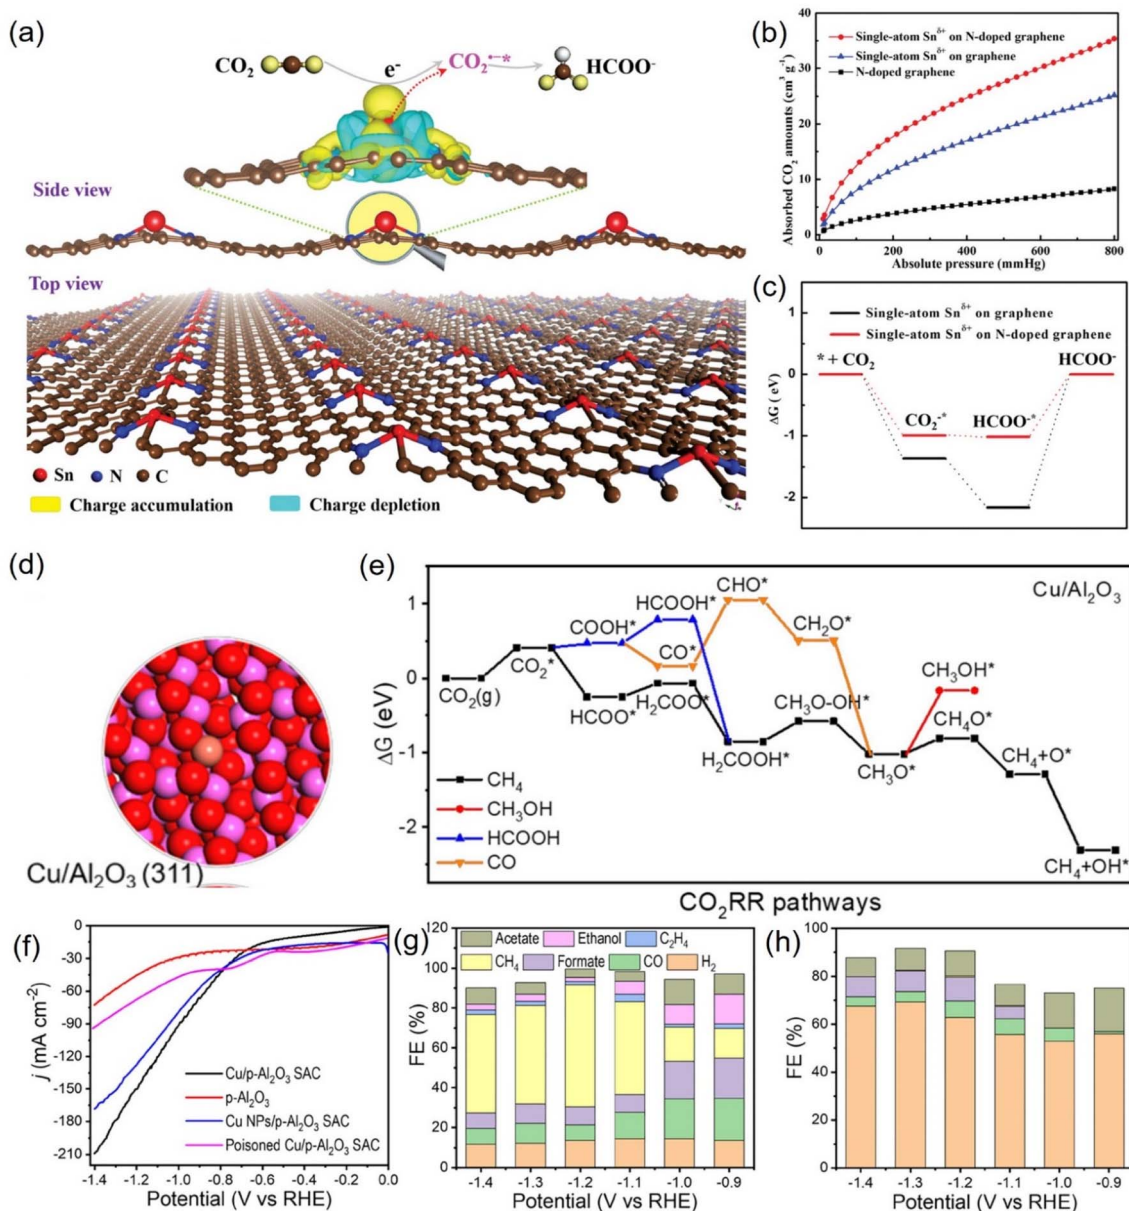 (a)
CO₂
e⁻
CO₂•⁻*
HCOO⁻
Side view
Top view
Sn
N
C
Charge accumulation
Charge depletion
(b)
Absorbed CO₂ amounts (cm³ g⁻¹)
40
30
20
10
0
Single-atom Snδ+ on N-doped graphene
Single-atom Snδ+ on graphene
N-doped graphene
0 200 400 600 800
Absolute pressure (mmHg)
(c)
ΔG (eV)
1
0
-1
-2
Single-atom Snδ+ on graphene
Single-atom Snδ+ on N-doped graphene
* + CO₂
HCOO⁻
CO₂•⁻*
HCOO⁻*
(d)
Cu/Al₂O₃ (311)
(e)
Cu/Al₂O₃
ΔG (eV)
1
0
-1
-2
CO₂(g)
CO₂*
COOH*
HCOOH*
CHO*
CO*
CH₂O*
HCOO*
H₂COO*
H₂COOH*
CH₃O-OH*
CH₃O*
CH₃OH*
CH₄O*
CH₄+O*
CH₄+OH*
CH₄
CH₃OH
HCOOH
CO
CO₂RR pathways
(f)
j (mA cm⁻²)
0
-30
-60
-90
-120
-150
-180
-210
Cu/p-Al₂O₃ SAC
p-Al₂O₃
Cu NPs/p-Al₂O₃ SAC
Poisoned Cu/p-Al₂O₃ SAC
-1.4 -1.2 -1.0 -0.8 -0.6 -0.4 -0.2 0.0
Potential (V vs RHE)
(g)
FE (%)
120
100
80
60
40
20
0
Acetate Ethanol C₂H₄
CH₄ Formate CO H₂
-1.4 -1.3 -1.2 -1.1 -1.0 -0.9
Potential (V vs RHE)
(h)
FE (%)
100
80
60
40
20
0
-1.4 -1.3 -1.2 -1.1 -1.0 -0.9
Potential (V vs RHE)